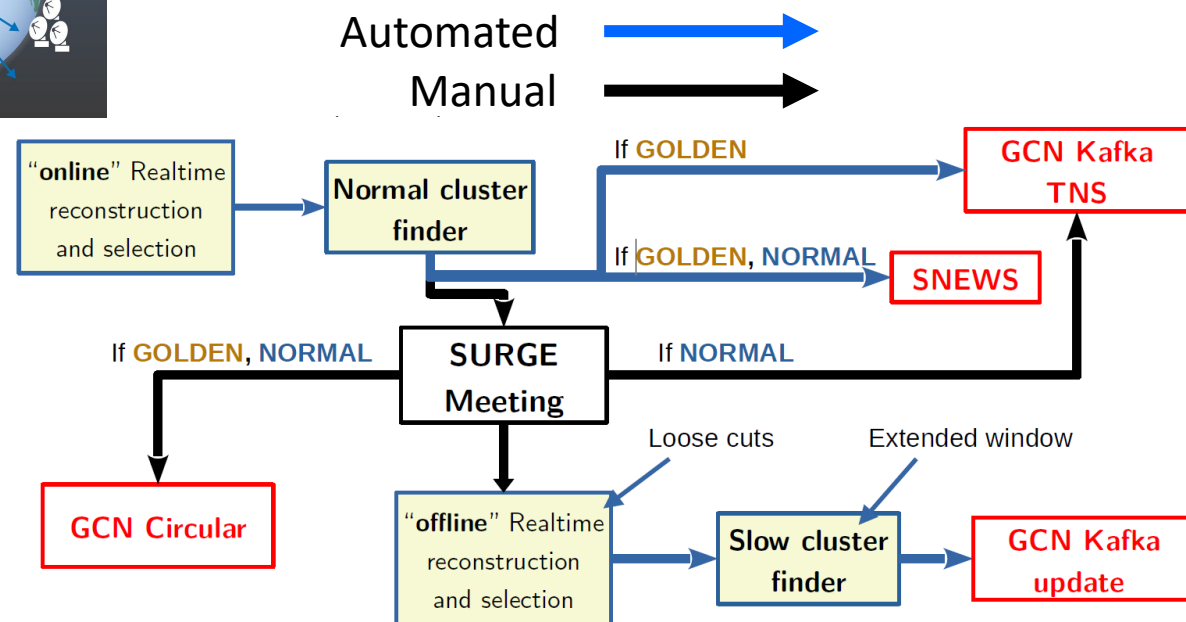 Automated
Manual
“online” Realtime
reconstruction
and selection
Normal cluster
finder
If GOLDEN
GCN Kafka
TNS
If GOLDEN, NORMAL
SNEWS
If GOLDEN, NORMAL
SURGE
Meeting
If NORMAL
GCN Circular
Loose cuts
Extended window
“offline” Realtime
reconstruction
and selection
Slow cluster
finder
GCN Kafka
update